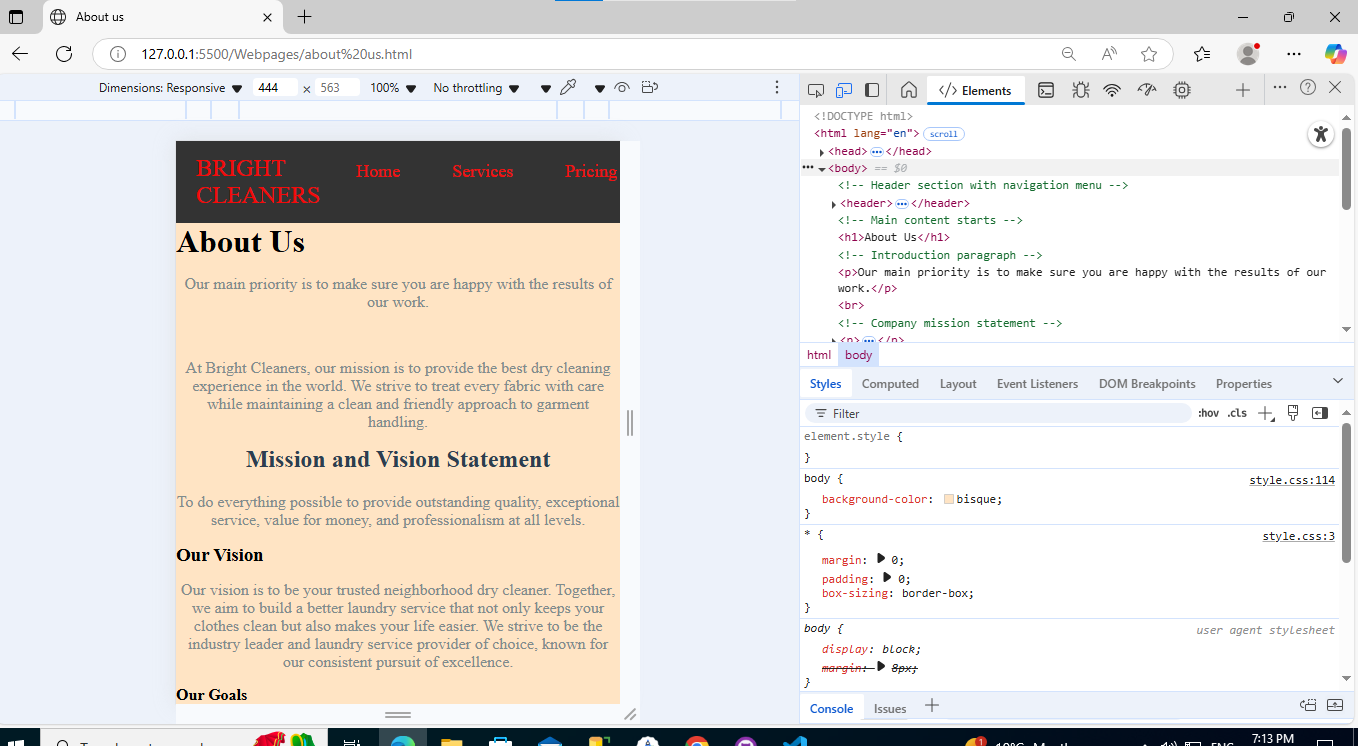 About us
127.0.0.1:5500/Webpages/about%20us.html
Dimensions: Responsive 444 × 563 100% No throttling
Elements
BRIGHT CLEANERS
Home Services Pricing
About Us
Our main priority is to make sure you are happy with the results of
our work.
At Bright Cleaners, our mission is to provide the best dry cleaning
experience in the world. We strive to treat every fabric with care
while maintaining a clean and friendly approach to garment
handling.
Mission and Vision Statement
To do everything possible to provide outstanding quality, exceptional
service, value for money, and professionalism at all levels.
Our Vision
Our vision is to be your trusted neighborhood dry cleaner. Together,
we aim to build a better laundry service that not only keeps your
clothes clean but also makes your life easier. We strive to be the
industry leader and laundry service provider of choice, known for
our consistent pursuit of excellence.
Our Goals
<!DOCTYPE html>
<html lang="en"> scroll
<head> ••• </head>
<body> == $0
<!-- Header section with navigation menu -->
<header> ••• </header>
<!-- Main content starts -->
<h1>About Us</h1>
<!-- Introduction paragraph -->
<p>Our main priority is to make sure you are happy with the results of our
work.</p>
<br>
<!-- Company mission statement -->
<p> ••• </p>
html body
Styles Computed Layout Event Listeners DOM Breakpoints Properties
Filter :hov .cls
element.style {
}
body { style.css:114
background-color: bisque;
}
* { style.css:3
margin: 0;
padding: 0;
box-sizing: border-box;
}
body { user agent stylesheet
display: block;
margin: 8px;
}
Console Issues
7:13 PM